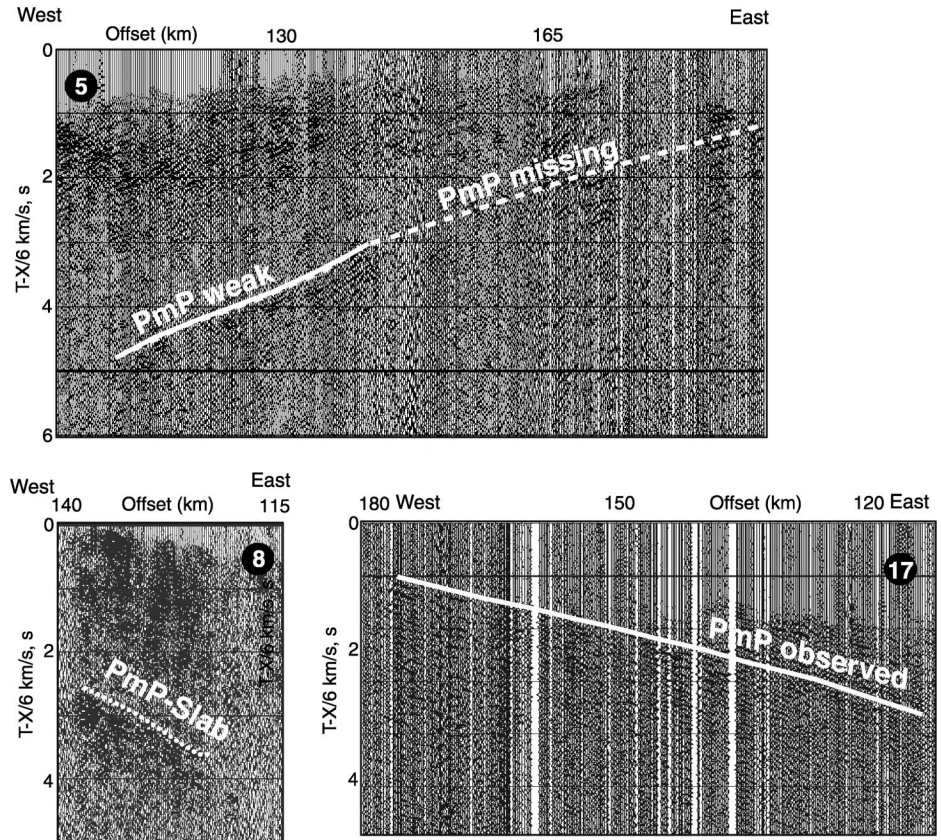 West
East
Offset (km) 130 165
0
5
2
4
6
T-X/6 km/s, s
PmP missing
PmP weak
West
East
140 Offset (km) 115
0
8
2
4
T-X/6 km/s, s
T-X/6 km/s, s
PmP-Slab
180 West 150 Offset (km) 120 East
0
17
2
4
T-X/6 km/s, s
PmP observed